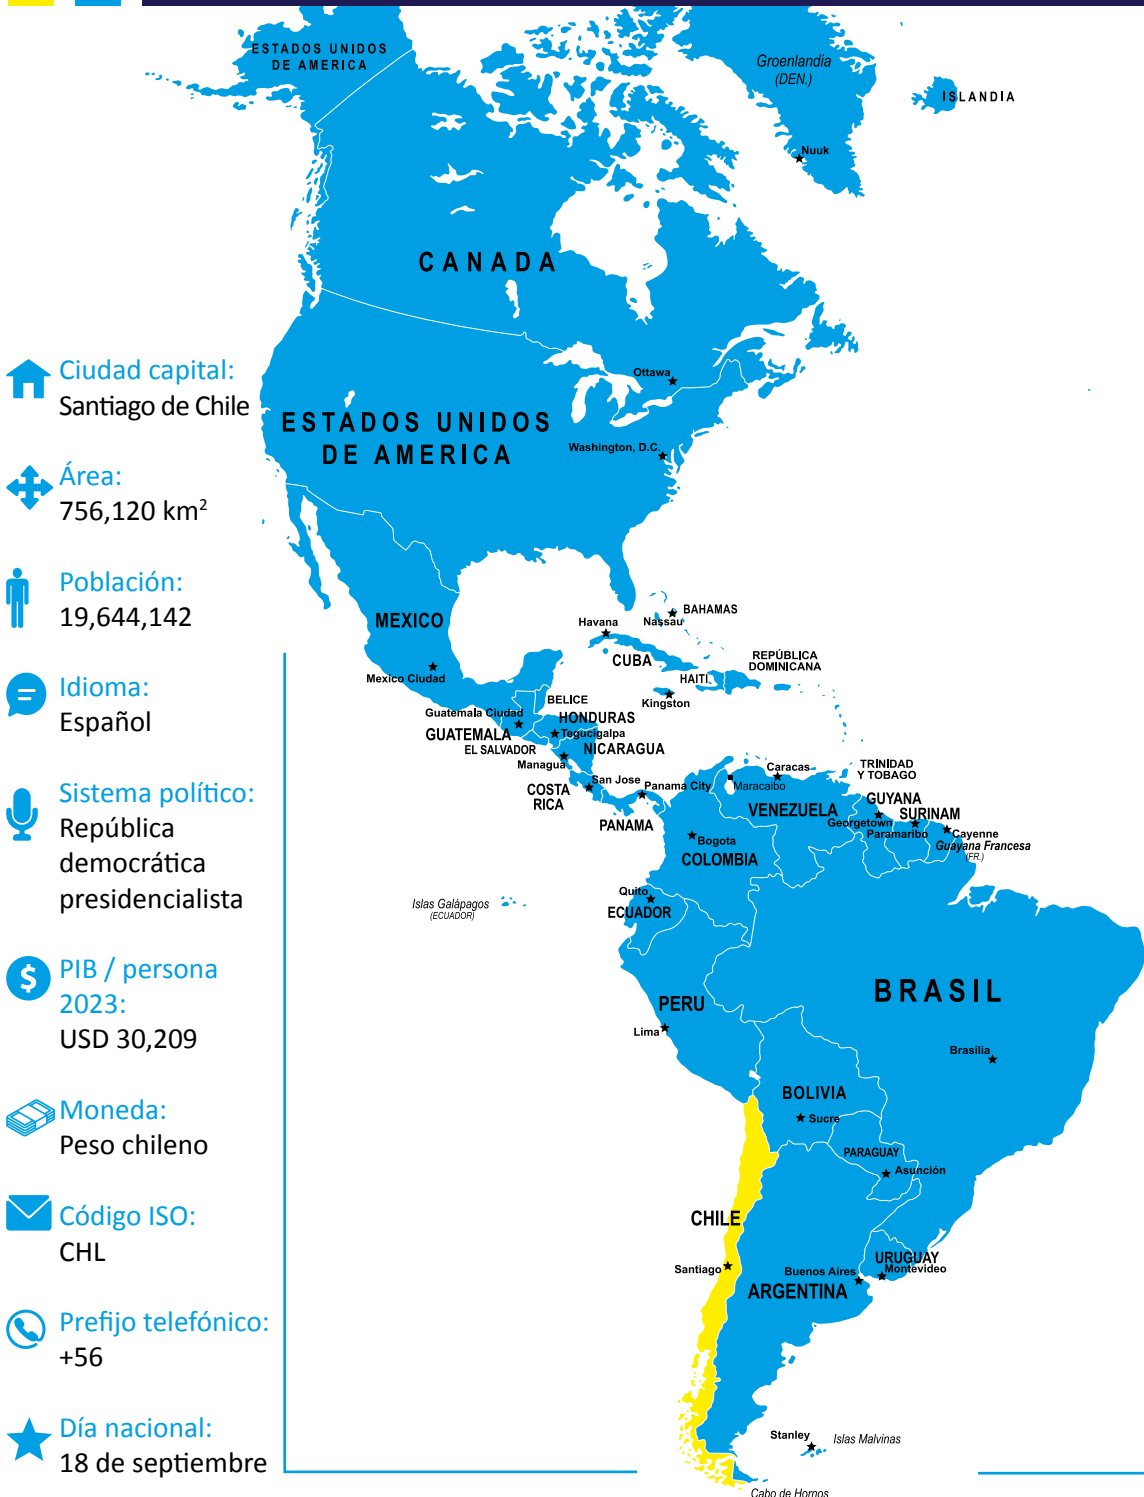 ESTADOS UNIDOS
DE AMERICA
Groenlandia
(DEN.)
ISLANDIA
Nuuk
CANADA
Ottawa
ESTADOS UNIDOS
DE AMERICA
Washington, D.C.
Ciudad capital:
Santiago de Chile
Área:
756,120 km²
Población:
19,644,142
Idioma:
Español
Sistema político:
República
democrática
presidencialista
PIB / persona
2023:
USD 30,209
Moneda:
Peso chileno
Código ISO:
CHL
Prefijo telefónico:
+56
Día nacional:
18 de septiembre
MEXICO
Mexico Ciudad
Havana
Nassau
BAHAMAS
CUBA
REPÚBLICA
DOMINICANA
HAITI
Kingston
BELICE
Guatemala Ciudad
GUATEMALA
HONDURAS
Tegucigalpa
EL SALVADOR
NICARAGUA
Managua
COSTA
RICA
San Jose
Panama City
PANAMA
Caracas
Maracaibo
VENEZUELA
TRINIDAD
Y TOBAGO
GUYANA
Georgetown
SURINAM
Paramaribo
Cayenne
Guayana Francesa
(FR.)
Bogota
COLOMBIA
Quito
ECUADOR
Islas Galápagos
(ECUADOR)
PERU
Lima
BRASIL
Brasilia
BOLIVIA
Sucre
PARAGUAY
Asunción
CHILE
Santiago
URUGUAY
Montevideo
Buenos Aires
ARGENTINA
Stanley
Islas Malvinas
Cabo de Hornos